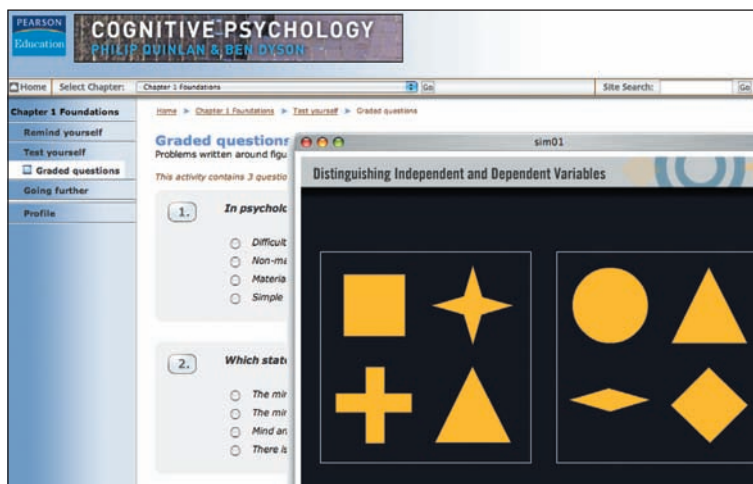 PEARSON
Education
COGNITIVE PSYCHOLOGY
PHILIP QUINLAN & BEN DYSON
Home Select Chapter: Chapter 1 Foundations Go Site Search: Go
Chapter 1 Foundations
Remind yourself
Test yourself
Graded questions
Going further
Profile
Home > Chapter 1 Foundations > Test yourself > Graded questions
Graded questions
Problems written around figu
This activity contains 3 questio
1. In psycholo
Difficult
Non-ma
Materia
Simple
2. Which state
The min
The min
Mind an
There is
sim01
Distinguishing Independent and Dependent Variables